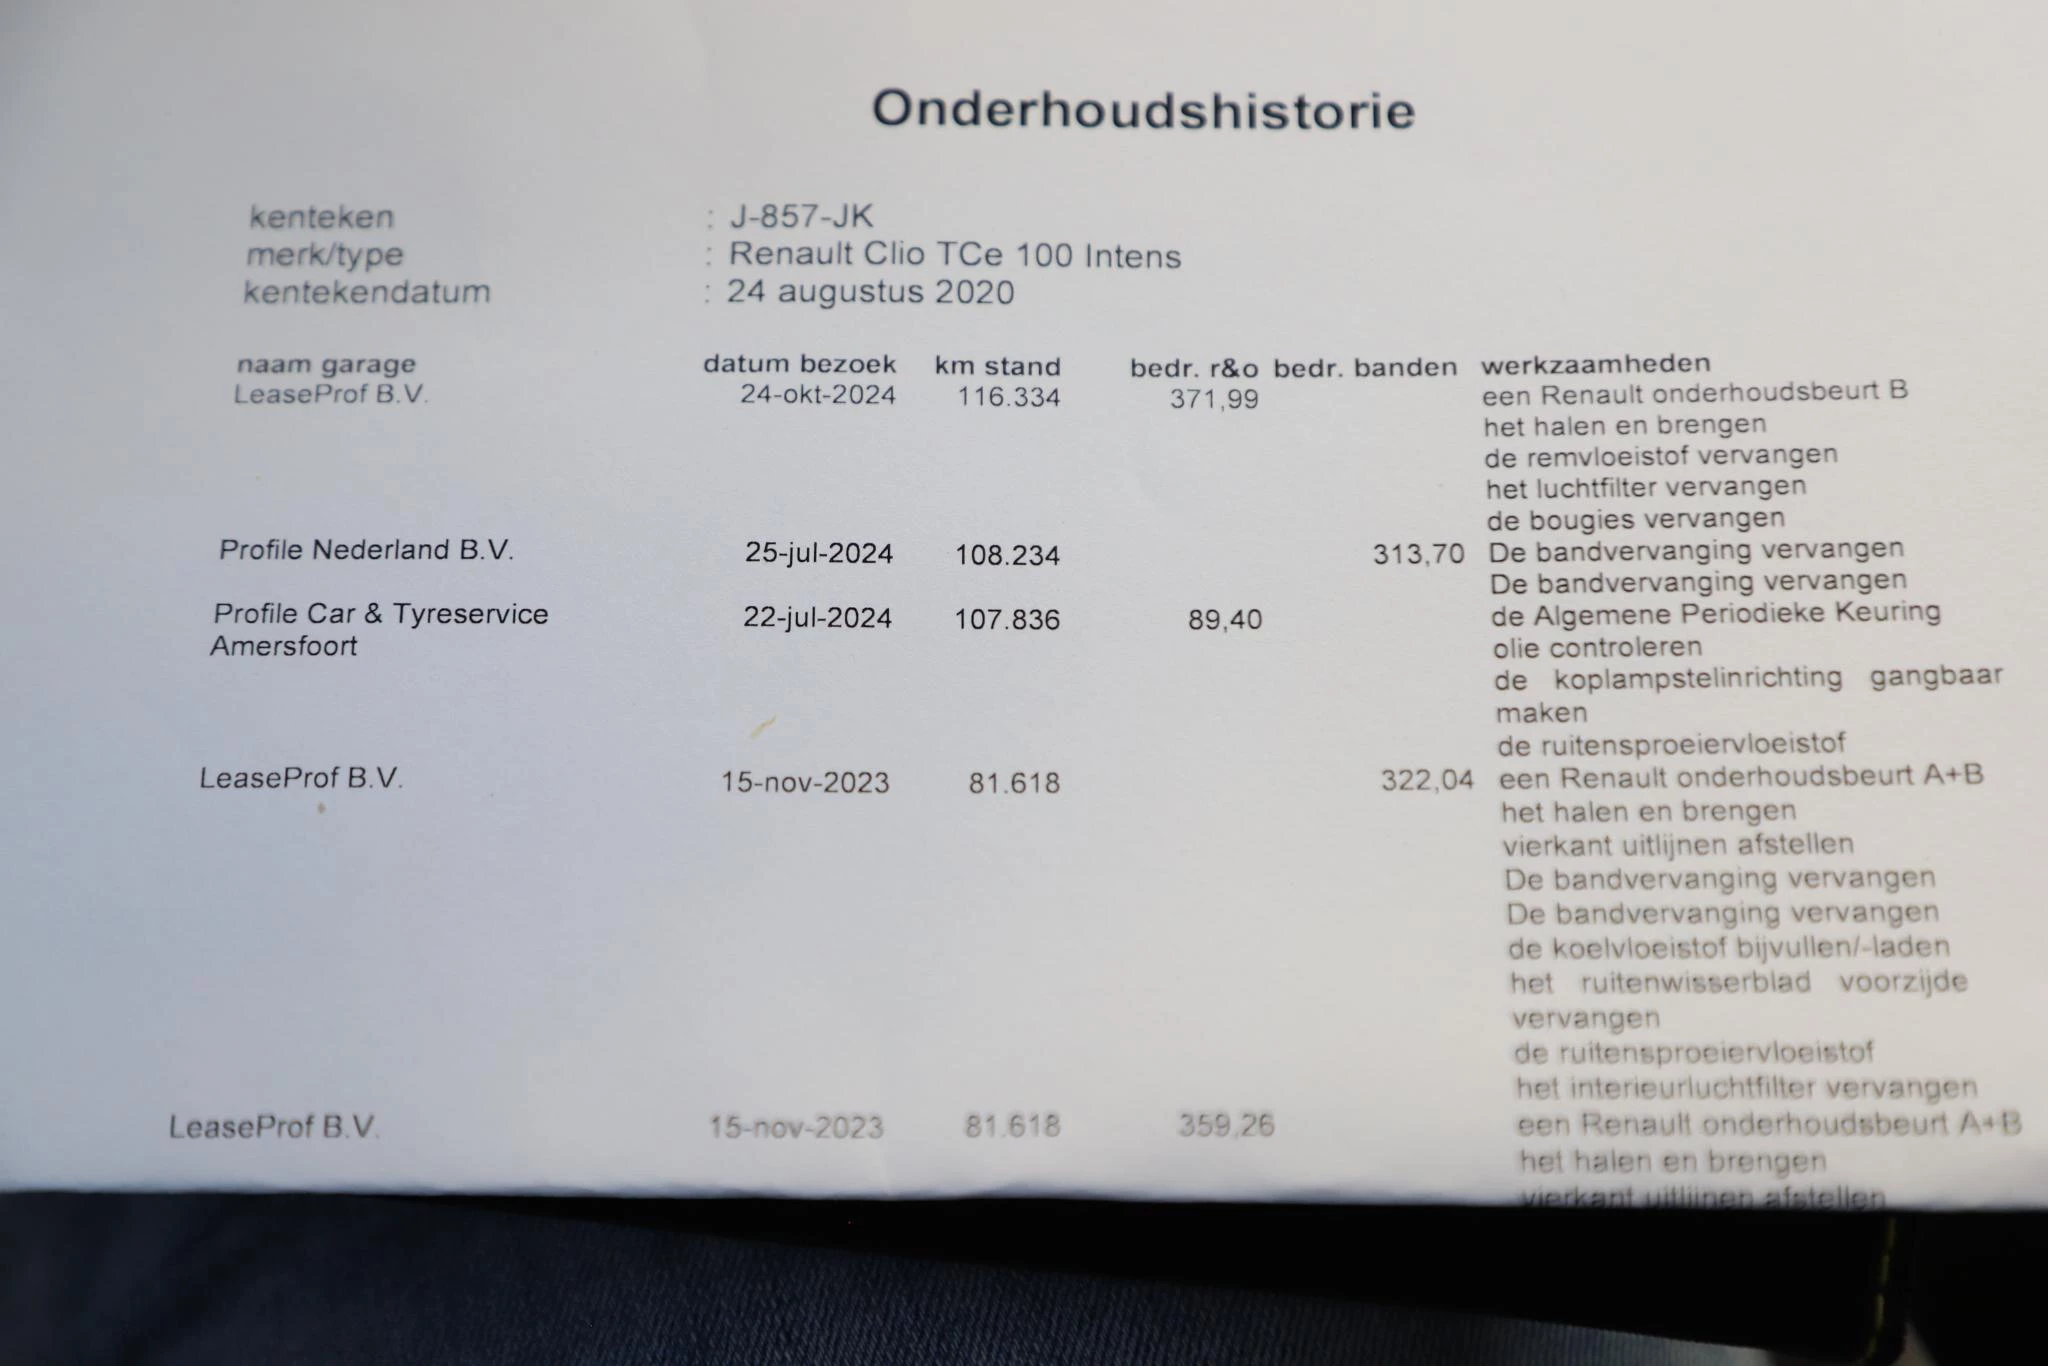 Onderhoudshistorie
kenteken : J-857-JK
merk/type : Renault Clio TCe 100 Intens
kentekendatum : 24 augustus 2020
naam garage datum bezoek km stand bedr. r&o bedr. banden werkzaamheden
LeaseProf B.V. 24-okt-2024 116.334 371,99 een Renault onderhoudsbeurt B
het halen en brengen
de remvloeistof vervangen
het luchtfilter vervangen
de bougies vervangen
Profile Nederland B.V. 25-jul-2024 108.234 313,70 De bandvervanging vervangen
De bandvervanging vervangen
Profile Car & Tyreservice 22-jul-2024 107.836 89,40 de Algemene Periodieke Keuring
Amersfoort olie controleren
de koplampstelinrichting gangbaar
maken
de ruitensproeiervloeistof
LeaseProf B.V. 15-nov-2023 81.618 322,04 een Renault onderhoudsbeurt A+B
het halen en brengen
vierkant uitlijnen afstellen
De bandvervanging vervangen
De bandvervanging vervangen
de koelvloeistof bijvullen/-laden
het ruitenwisserblad voorzijde
vervangen
de ruitensproeiervloeistof
het interieurluchtfilter vervangen
LeaseProf B.V. 15-nov-2023 81.618 359,26 een Renault onderhoudsbeurt A+B
het halen en brengen
vierkant uitlijnen afstellen